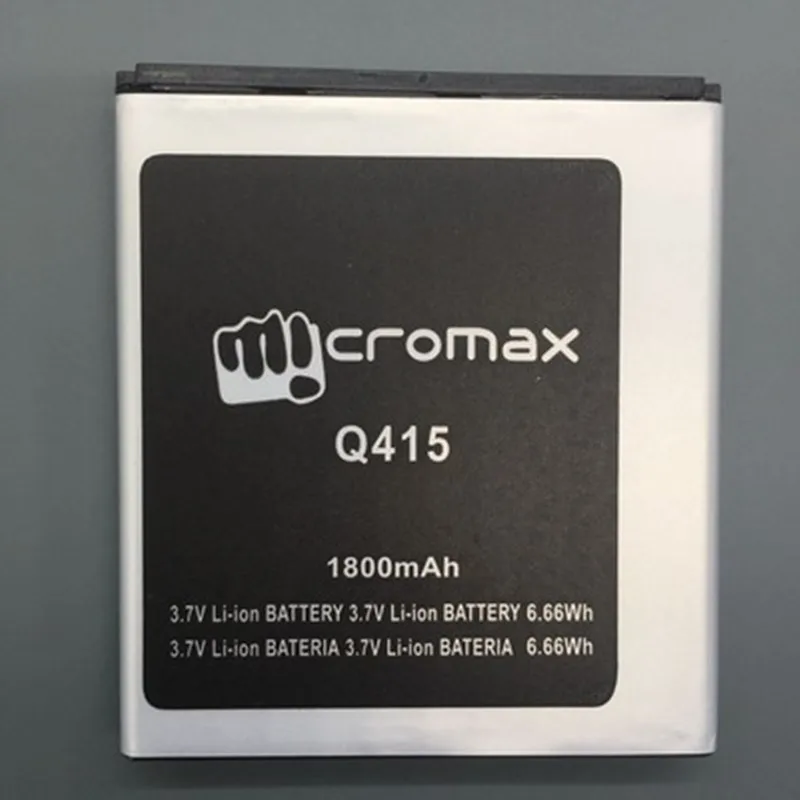 micromax
Q415
1800mAh
3.7V Li-ion BATTERY 3.7V Li-ion BATTERY 6.66Wh
3.7V Li-ion BATERIA 3.7V Li-ion BATERIA 6.66Wh